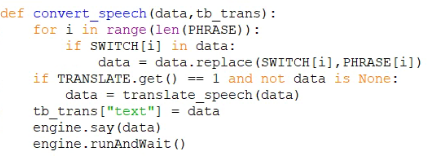 def convert_speech(data,tb_trans):
    for i in range(len(PHRASE)):
        if SWITCH[i] in data:
            data = data.replace(SWITCH[i],PHRASE[i])
    if TRANSLATE.get() == 1 and not data is None:
        data = translate_speech(data)
    tb_trans["text"] = data
    engine.say(data)
    engine.runAndWait()